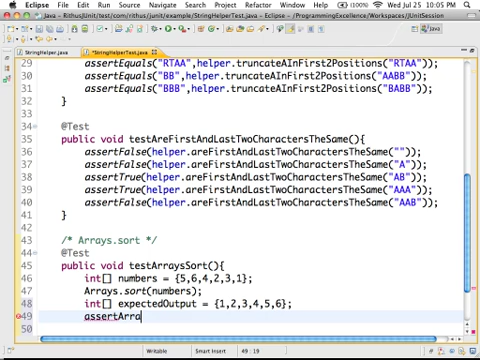 Eclipse File Edit Source Refactor Navigate Search Project Run Window Help (100%) Wed Jul 25 10:05 PM
Java - RithusJUnit/test/com/rithus/junit/example/StringHelperTest.java - Eclipse - /ProgrammingExcellence/Workspaces/JUnitSession
Java
StringHelper.java *StringHelperTest.java
29 assertEquals("RTAA",helper.truncateAInFirst2Positions("RTAA"));
30 assertEquals("BB",helper.truncateAInFirst2Positions("AABB"));
31 assertEquals("BBB",helper.truncateAInFirst2Positions("BABB"));
32 }
33
34 @Test
35 public void testAreFirstAndLastTwoCharactersTheSame(){
36 assertFalse(helper.areFirstAndLastTwoCharactersTheSame(""));
37 assertFalse(helper.areFirstAndLastTwoCharactersTheSame("A"));
38 assertTrue(helper.areFirstAndLastTwoCharactersTheSame("AB"));
39 assertTrue(helper.areFirstAndLastTwoCharactersTheSame("AAA"));
40 assertFalse(helper.areFirstAndLastTwoCharactersTheSame("AAB"));
41 }
42
43 /* Arrays.sort */
44 @Test
45 public void testArraysSort(){
46 int[] numbers = {5,6,4,2,3,1};
47 Arrays.sort(numbers);
48 int[] expectedOutput = {1,2,3,4,5,6};
49 assertArra
50
Writable Smart Insert 49 : 19